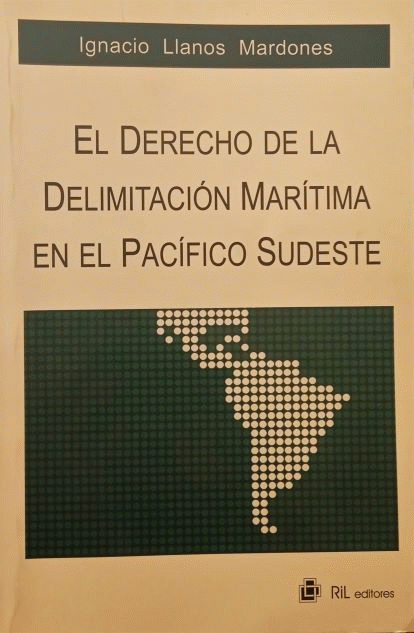 Ignacio Llanos Mardones
EL DERECHO DE LA
DELIMITACIÓN MARÍTIMA
EN EL PACÍFICO SUDESTE
RiL editores